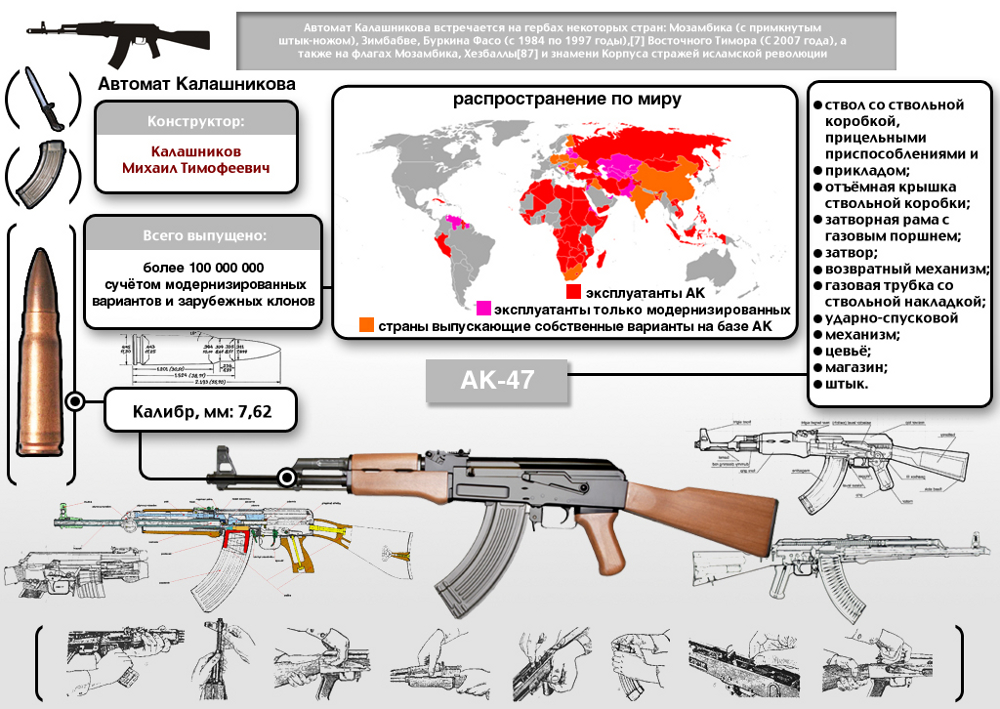 Автомат Калашникова встречается на гербах некоторых стран: Мозамбика (с примкнутым
штык-ножом), Зимбабве, Буркина Фасо (с 1984 по 1997 годы),[7] Восточного Тимора (С 2007 года), а
также на флагах Мозамбика, Хезбаллы[87] и знамени Корпуса стражей исламской революции
Автомат Калашникова
Конструктор:
Калашников
Михаил Тимофеевич
Всего выпущено:
более 100 000 000
сучётом модернизированных
вариантов и зарубежных клонов
распространение по миру
эксплуатанты АК
эксплуатанты только модернизированных
страны выпускающие собственные варианты на базе АК
ствол со ствольной
коробкой,
прицельными
приспособлениями и
прикладом;
отъёмная крышка
ствольной коробки;
затворная рама с
газовым поршнем;
затвор;
возвратный механизм;
газовая трубка со
ствольной накладкой;
ударно-спусковой
механизм;
цевьё;
магазин;
штык.
АК-47
Калибр, мм: 7,62